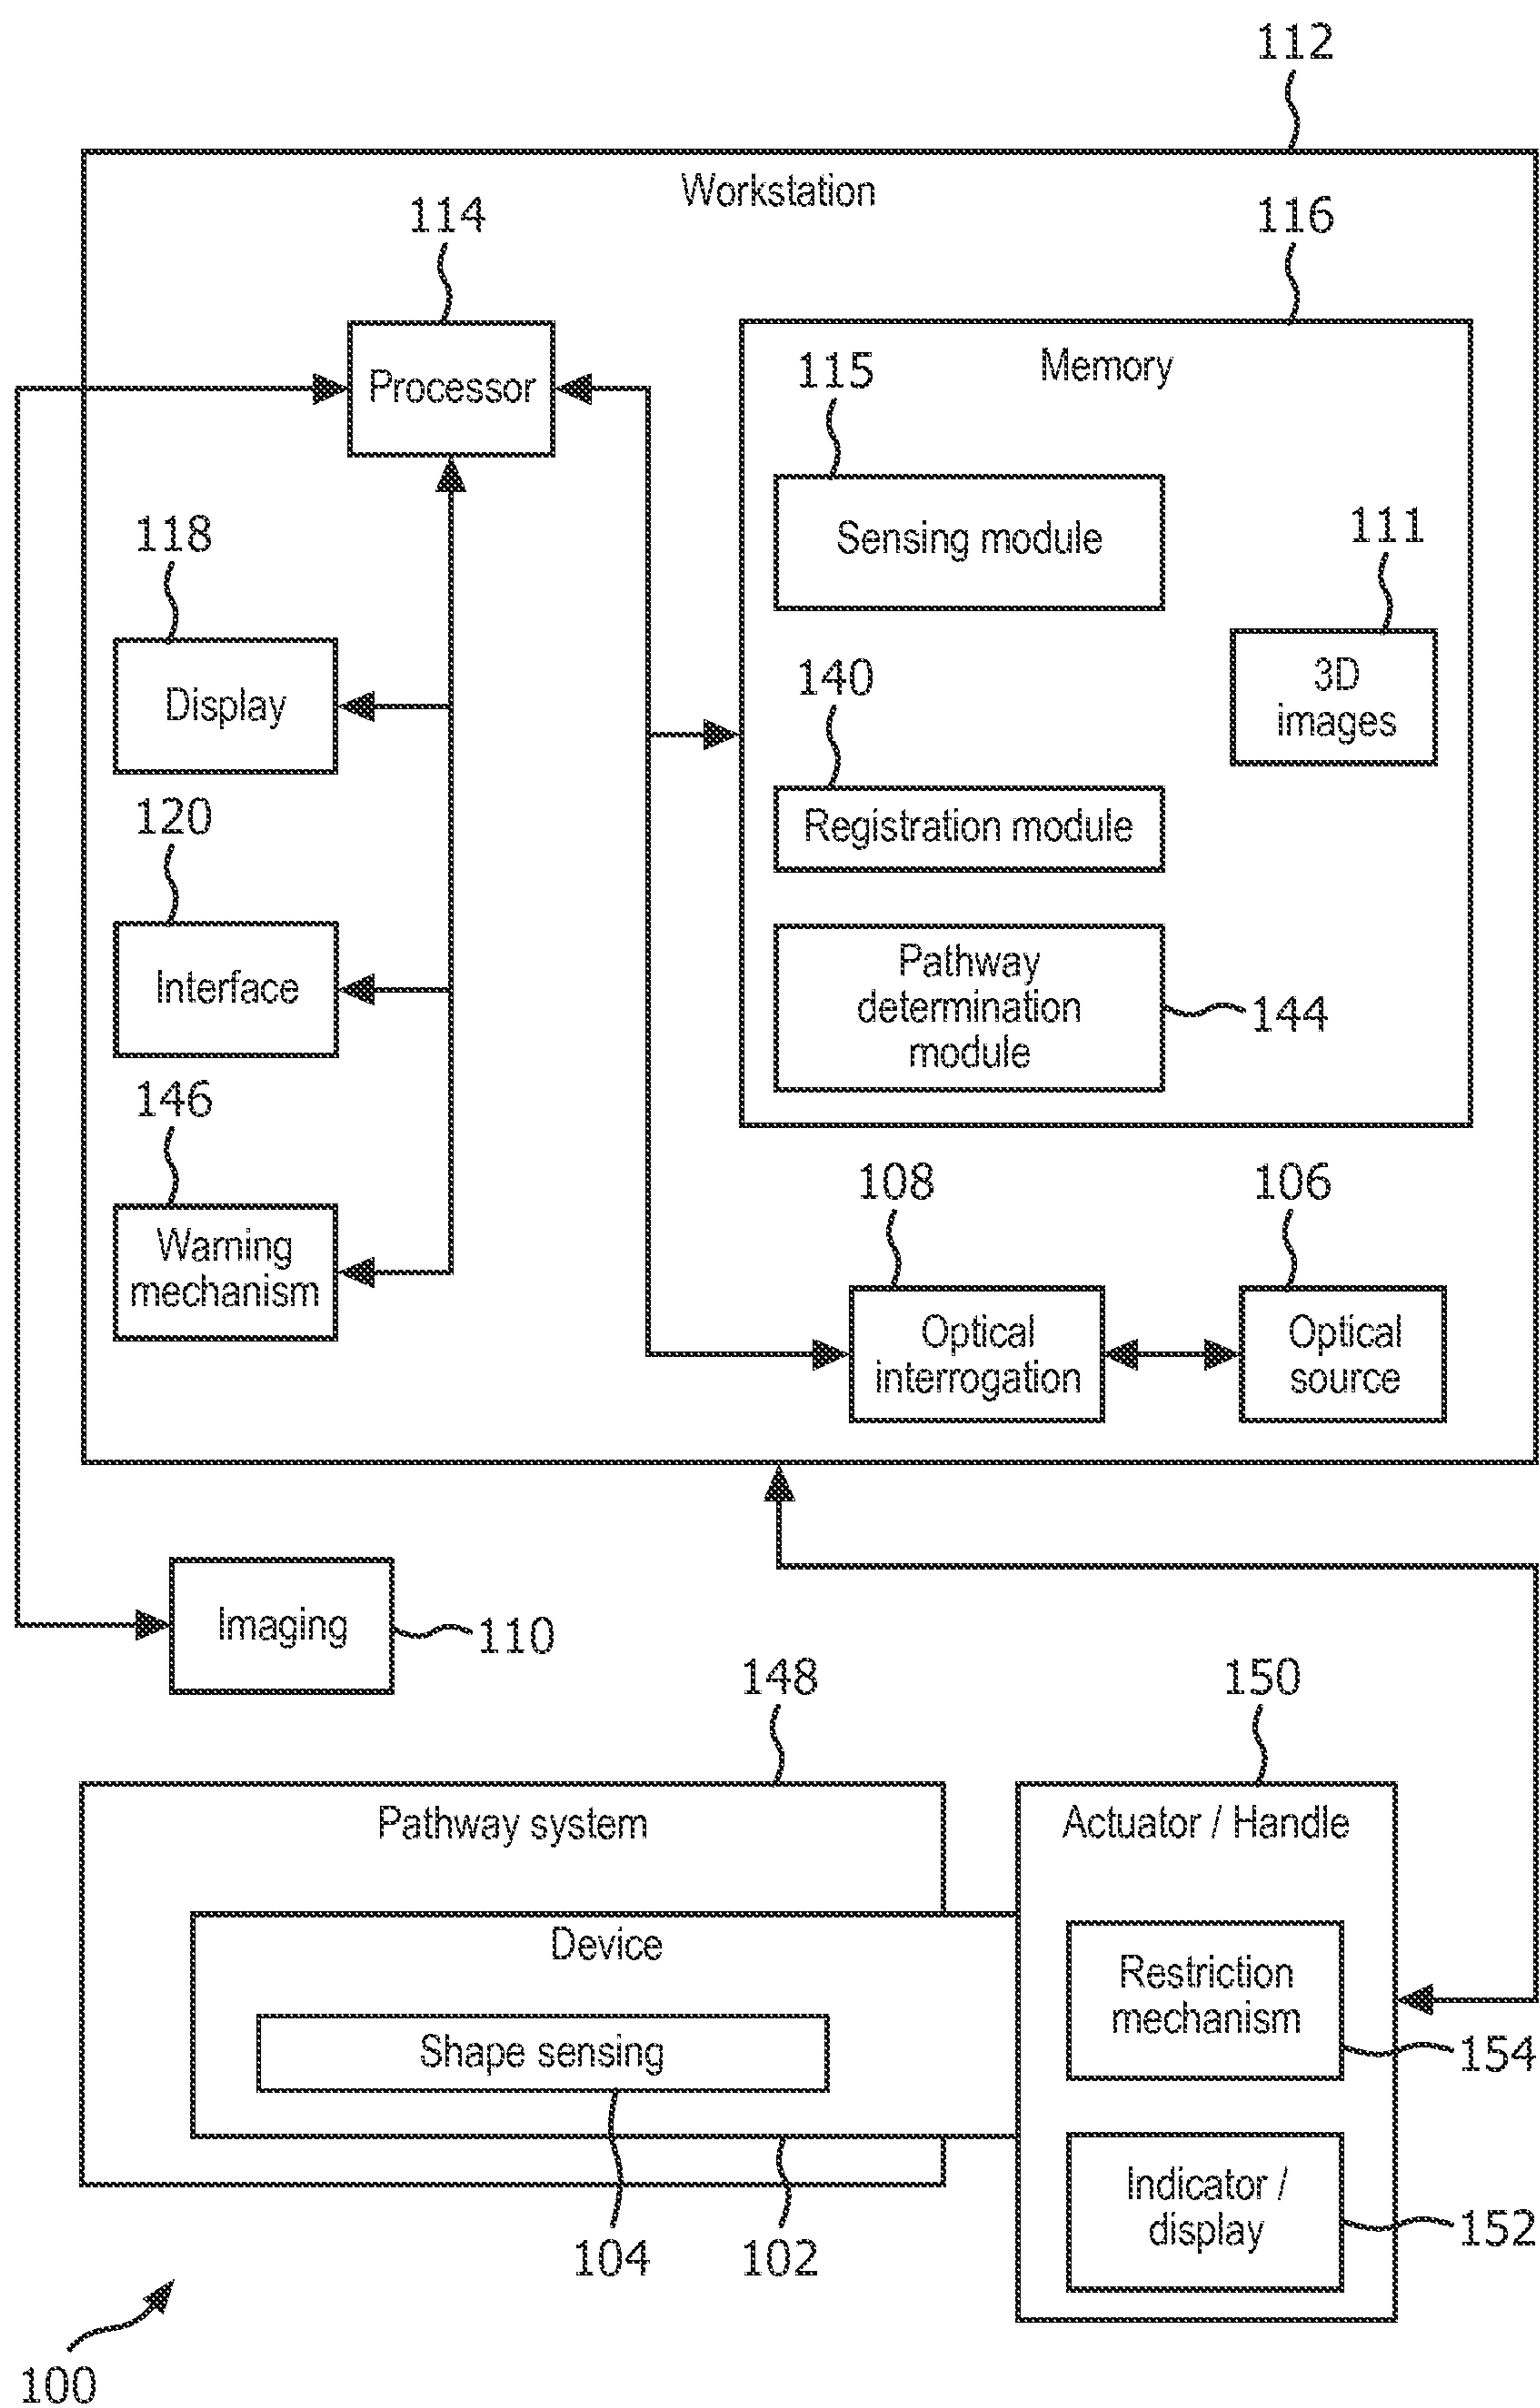 112
Workstation
114
116
Processor
Memory
115
Sensing module
118
111
Display
3D
images
140
Registration module
120
Interface
Pathway
determination
module
144
146
Warning
mechanism
108
106
Optical
interrogation
Optical
source
Imaging
110
148
150
Pathway system
Actuator / Handle
Device
Restriction
mechanism
Shape sensing
154
Indicator /
display
152
104
102
100